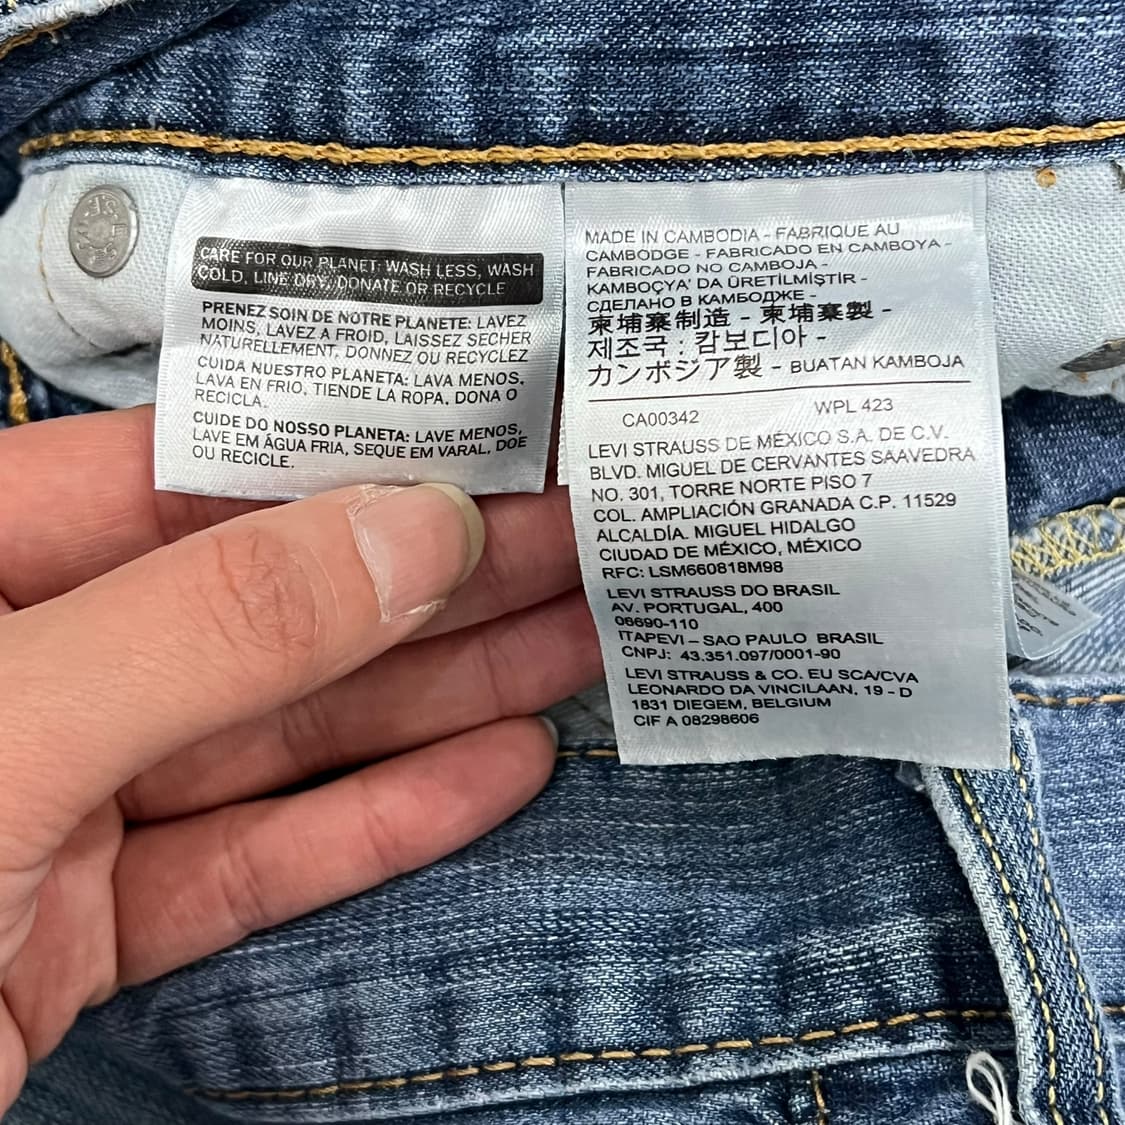 CARE FOR OUR PLANET: WASH LESS, WASH
COLD, LINE DRY, DONATE OR RECYCLE
PRENEZ SOIN DE NOTRE PLANETE: LAVEZ
MOINS, LAVEZ A FROID, LAISSEZ SECHER
NATURELLEMENT, DONNEZ OU RECYCLEZ
CUIDA NUESTRO PLANETA: LAVA MENOS,
LAVA EN FRIO, TIENDE LA ROPA, DONA O
RECICLA.
CUIDE DO NOSSO PLANETA: LAVE MENOS,
LAVE EM ÁGUA FRIA, SEQUE EM VARAL, DOE
OU RECICLE.
MADE IN CAMBODIA - FABRIQUE AU
CAMBODGE - FABRICADO EN CAMBOYA -
FABRICADO NO CAMBOJA -
KAMBOÇYA' DA ÜRETİLMİŞTİR -
СДЕЛАНО В КАМБОДЖЕ -
柬埔寨制造 - 柬埔寨製 -
제조국 : 캄보디아 -
カンボジア製 - BUATAN KAMBOJA
CA00342 WPL 423
LEVI STRAUSS DE MÉXICO S.A. DE C.V.
BLVD. MIGUEL DE CERVANTES SAAVEDRA
NO. 301, TORRE NORTE PISO 7
COL. AMPLIACIÓN GRANADA C.P. 11529
ALCALDÍA. MIGUEL HIDALGO
CIUDAD DE MÉXICO, MÉXICO
RFC: LSM660818M98
LEVI STRAUSS DO BRASIL
AV. PORTUGAL, 400
06690-110
ITAPEVI – SAO PAULO BRASIL
CNPJ: 43.351.097/0001-90
LEVI STRAUSS & CO. EU SCA/CVA
LEONARDO DA VINCILAAN, 19 - D
1831 DIEGEM, BELGIUM
CIF A 08298606